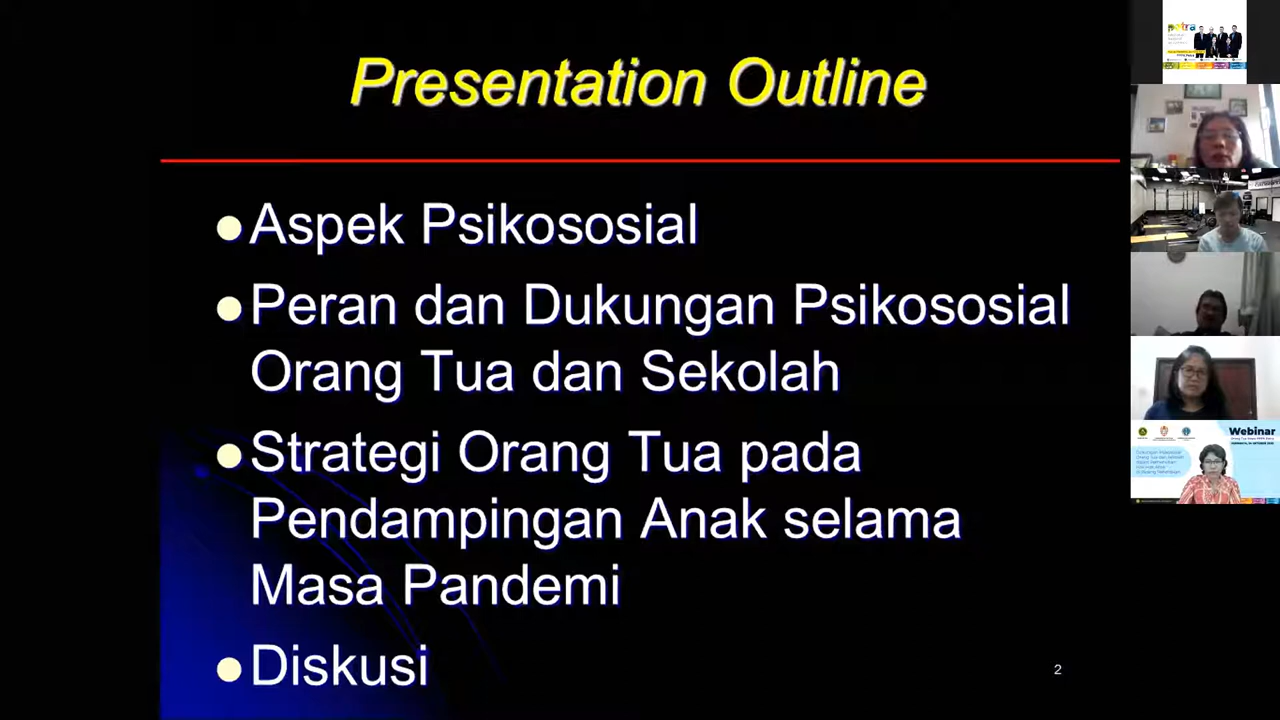 Presentation Outline
Aspek Psikososial
Peran dan Dukungan Psikososial
Orang Tua dan Sekolah
Strategi Orang Tua pada
Pendampingan Anak selama
Masa Pandemi
Diskusi
2
Webinar